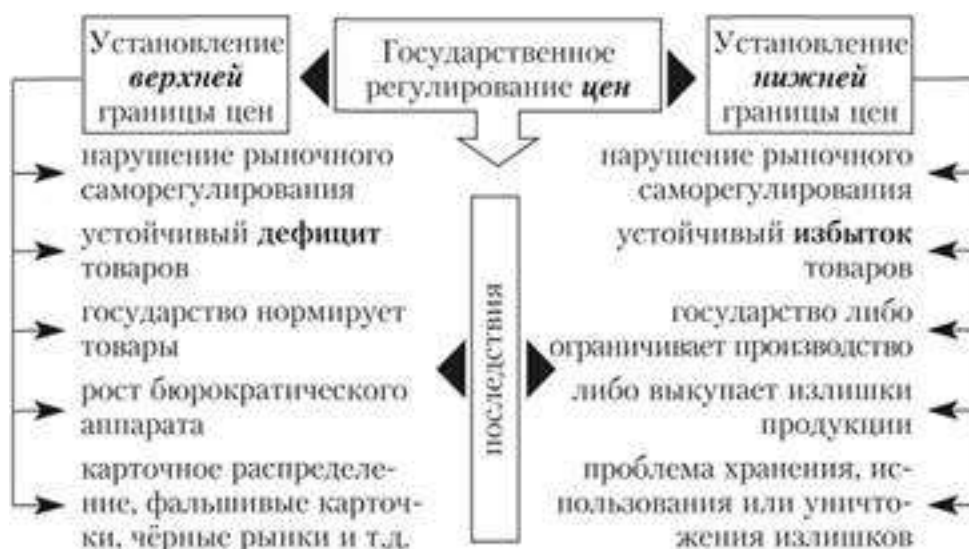 Установление
верхней
границы цен
Государственное
регулирование цен
Установление
нижней
границы цен
нарушение рыночного
саморегулирования
устойчивый дефицит
товаров
государство нормирует
товары
рост бюрократического
аппарата
карточное распределе-
ние, фальшивые карточ-
ки, чёрные рынки и т.д.
последствия
нарушение рыночного
саморегулирования
устойчивый избыток
товаров
государство либо
ограничивает производство
либо выкупает излишки
продукции
проблема хранения, ис-
пользования или уничто-
жения излишков